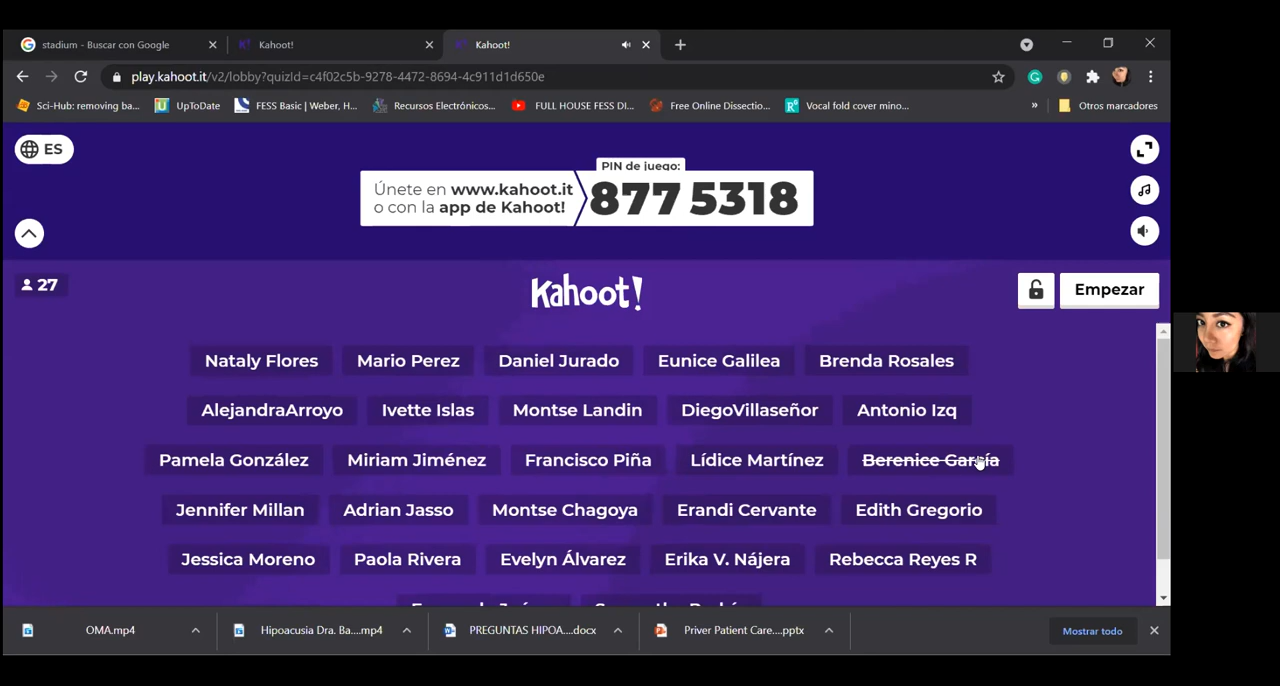 stadium - Buscar con Google
Kahoot!
Kahoot!
play.kahoot.it/v2/lobby?quizId=c4f02c5b-9278-4472-8694-4c911d1d650e
Sci-Hub: removing ba... UpToDate FESS Basic | Weber, H... Recursos Electrónicos... FULL HOUSE FESS DI... Free Online Dissectio... Vocal fold cover mino... » Otros marcadores
ES
PIN de juego:
Únete en www.kahoot.it
o con la app de Kahoot!
877 5318
27
Kahoot!
Empezar
Nataly Flores Mario Perez Daniel Jurado Eunice Galilea Brenda Rosales
AlejandraArroyo Ivette Islas Montse Landin DiegoVillaseñor Antonio Izq
Pamela González Miriam Jiménez Francisco Piña Lídice Martínez Berenice García
Jennifer Millan Adrian Jasso Montse Chagoya Erandi Cervante Edith Gregorio
Jessica Moreno Paola Rivera Evelyn Álvarez Erika V. Nájera Rebecca Reyes R
OMA.mp4 Hipoacusia Dra. Ba....mp4 PREGUNTAS HIPOA....docx Priver Patient Care....pptx Mostrar todo